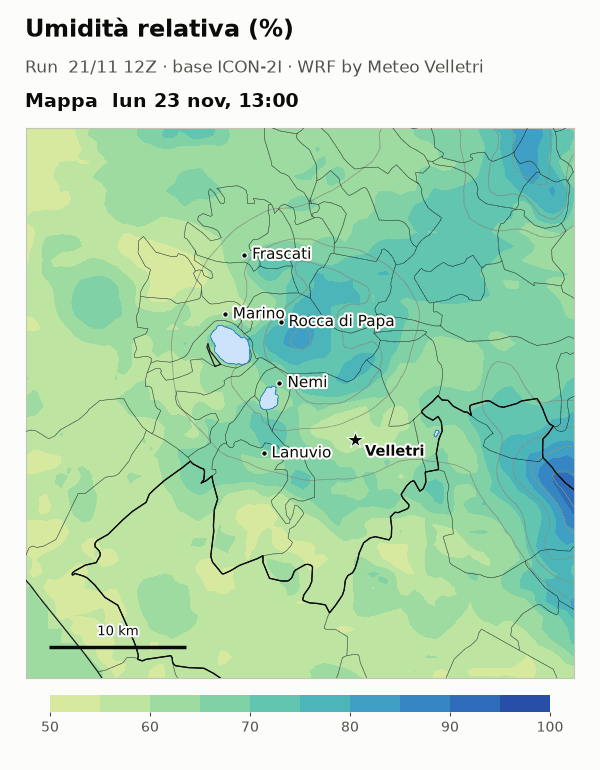 Umidità relativa (%)
Run  21/11 12Z · base ICON-2I · WRF by Meteo Velletri
Mappa  lun 23 nov, 13:00
Frascati
Marino
Rocca di Papa
Nemi
Velletri
Lanuvio
10 km
50 60 70 80 90 100